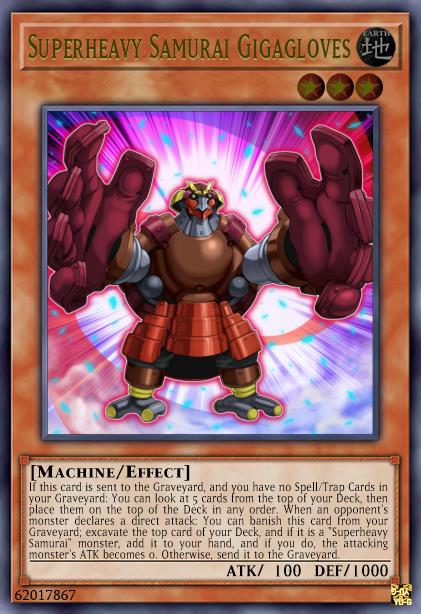 Superheavy Samurai Gigagloves
EARTH
地
[Machine/Effect]
If this card is sent to the Graveyard, and you have no Spell/Trap Cards in
your Graveyard: You can look at 5 cards from the top of your Deck, then
place them on the top of the Deck in any order. When an opponent's
monster declares a direct attack: You can banish this card from your
Graveyard; excavate the top card of your Deck, and if it is a "Superheavy
Samurai" monster, add it to your hand, and if you do, the attacking
monster's ATK becomes 0. Otherwise, send it to the Graveyard.
ATK/ 100 DEF/1000
62017867